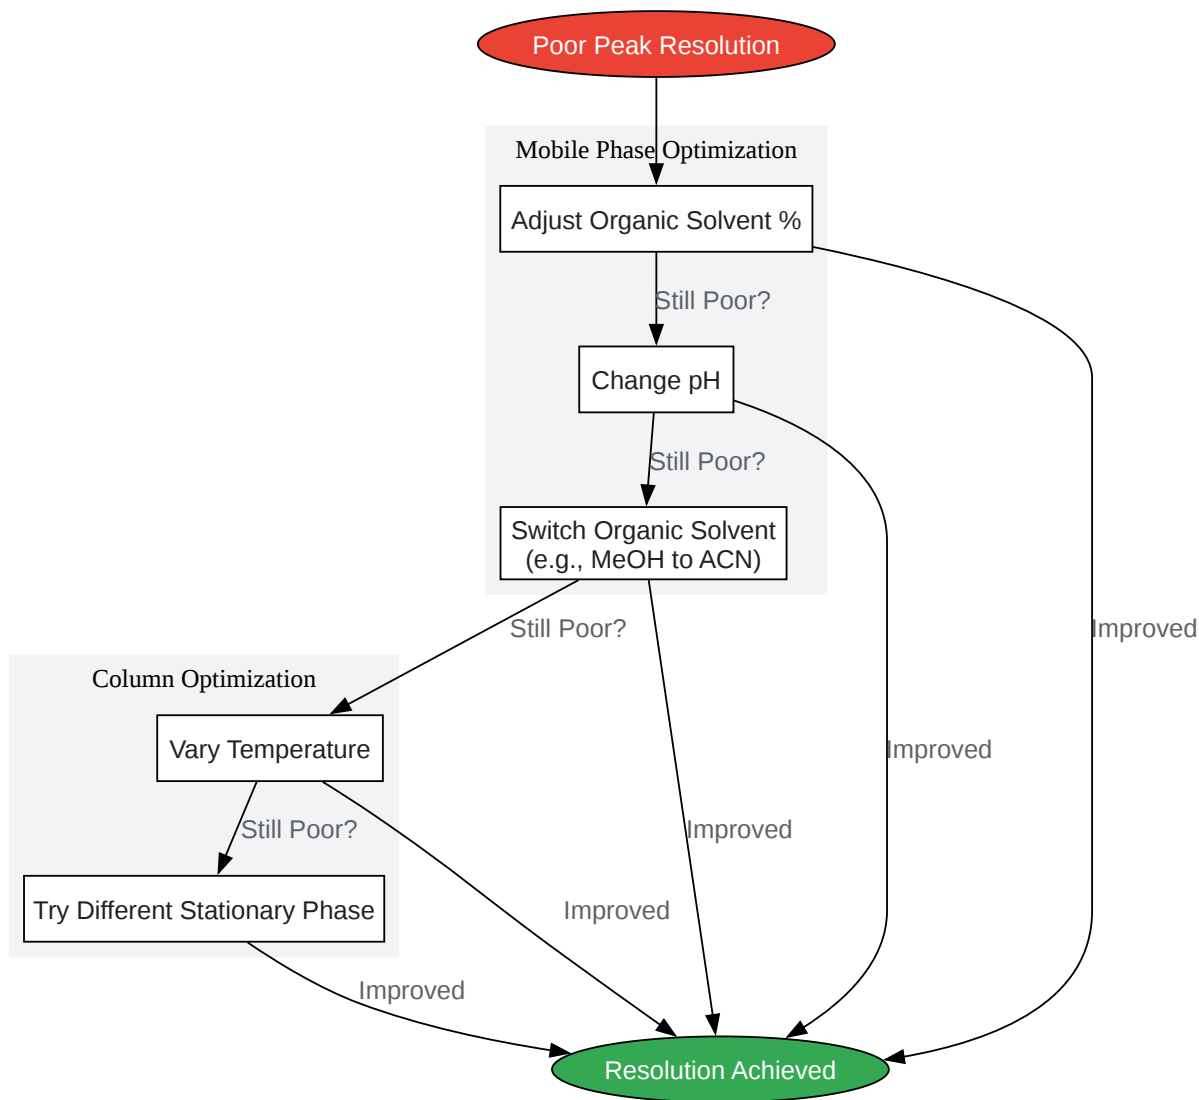 Poor Peak Resolution
Mobile Phase Optimization
Adjust Organic Solvent %
Still Poor?
Change pH
Still Poor?
Switch Organic Solvent
(e.g., MeOH to ACN)
Still Poor?
Improved
Column Optimization
Vary Temperature
Improved
Still Poor?
Improved
Try Different Stationary Phase
Improved
Improved
Resolution Achieved